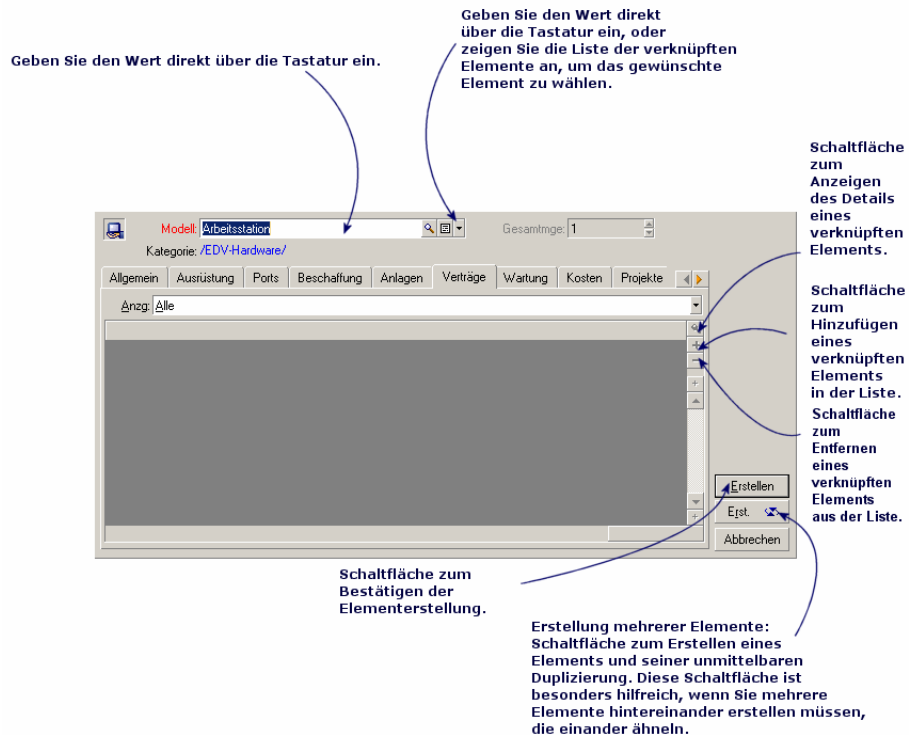 Geben Sie den Wert direkt über die Tastatur ein.
Geben Sie den Wert direkt
über die Tastatur ein, oder
zeigen Sie die Liste der verknüpften
Elemente an, um das gewünschte
Element zu wählen.
Schaltfläche
zum
Anzeigen
des Details
eines
verknüpften
Elements.
Modell: Arbeitsstation
Gesamtmge: 1
Kategorie: /EDV-Hardware/
Allgemein Ausrüstung Ports Beschaffung Anlagen Verträge Wartung Kosten Projekte
Anzg: Alle
Schaltfläche
zum
Hinzufügen
eines
verknüpften
Elements
in der Liste.
Schaltfläche
zum
Entfernen
eines
verknüpften
Elements
aus der Liste.
Erstellen
Erst.
Abbrechen
Schaltfläche zum
Bestätigen der
Elementerstellung.
Erstellung mehrerer Elemente:
Schaltfläche zum Erstellen eines
Elements und seiner unmittelbaren
Duplizierung. Diese Schaltfläche ist
besonders hilfreich, wenn Sie mehrere
Elemente hintereinander erstellen müssen,
die einander ähneln.